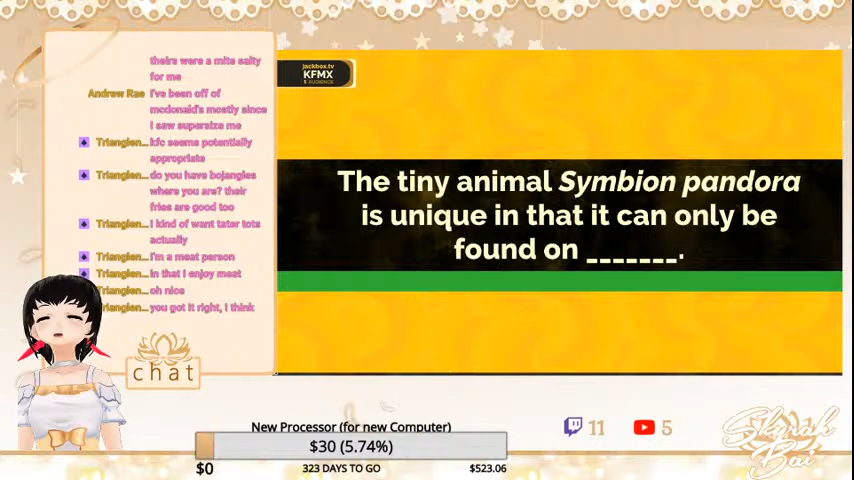 theirs were a mite salty
for me
Andrew Rae I've been off of
mcdonald's mostly since
I saw supersize me
Trianglen... kfc seems potentially
appropriate
Trianglen... do you have bojangles
where you are? their
fries are good too
Trianglen... I kind of want tater tots
actually
Trianglen... i'm a meat person
Trianglen... in that I enjoy meat
Trianglen... oh nice
Trianglen... you got it right, I think
chat
jackbox.tv
KFMX
5 AUDIENCE
The tiny animal Symbion pandora
is unique in that it can only be
found on _______.
New Processor (for new Computer)
$30 (5.74%)
$0
323 DAYS TO GO
$523.06
11
5
Skyrah
Bai